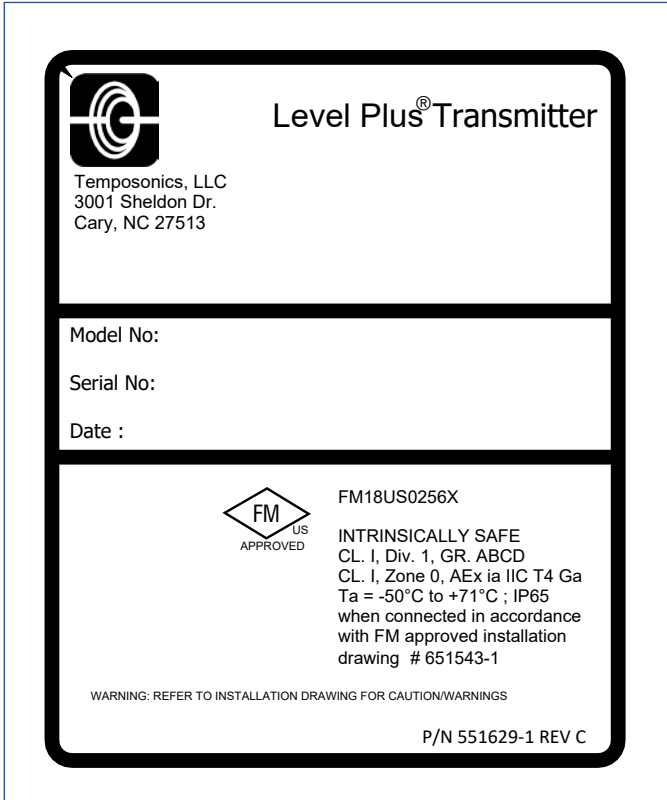 Level Plus® Transmitter
Temposonics, LLC
3001 Sheldon Dr.
Cary, NC 27513
Model No:
Serial No:
Date :
FM
US
APPROVED
FM18US0256X
INTRINSICALLY SAFE
CL. I, Div. 1, GR. ABCD
CL. I, Zone 0, AEx ia IIC T4 Ga
Ta = -50°C to +71°C ; IP65
when connected in accordance
with FM approved installation
drawing # 651543-1
WARNING: REFER TO INSTALLATION DRAWING FOR CAUTION/WARNINGS
P/N 551629-1 REV C